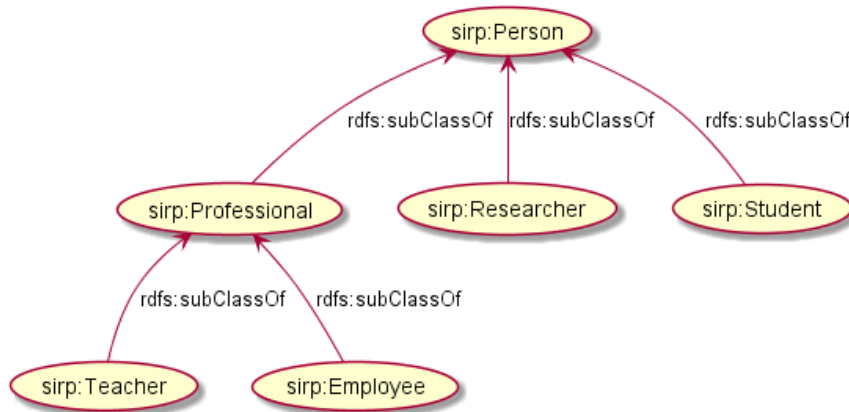 sirp:Person
rdfs:subClassOf
rdfs:subClassOf
rdfs:subClassOf
sirp:Professional
sirp:Researcher
sirp:Student
rdfs:subClassOf
rdfs:subClassOf
sirp:Teacher
sirp:Employee